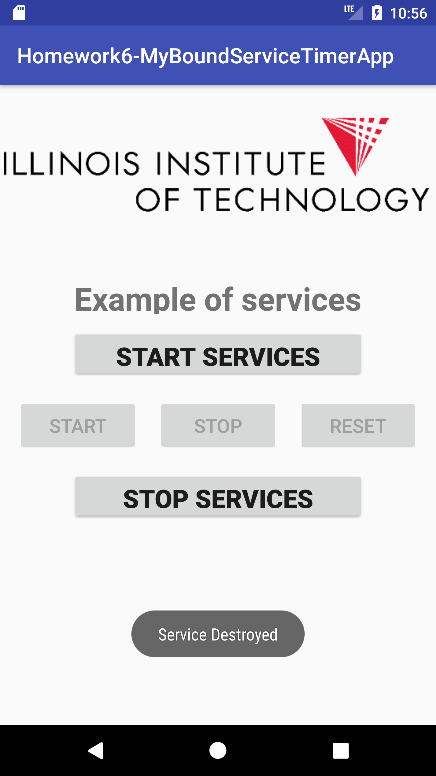 LTE 10:56
Homework6-MyBoundServiceTimerApp
ILLINOIS INSTITUTE
OF TECHNOLOGY
Example of services
START SERVICES
START STOP RESET
STOP SERVICES
Service Destroyed